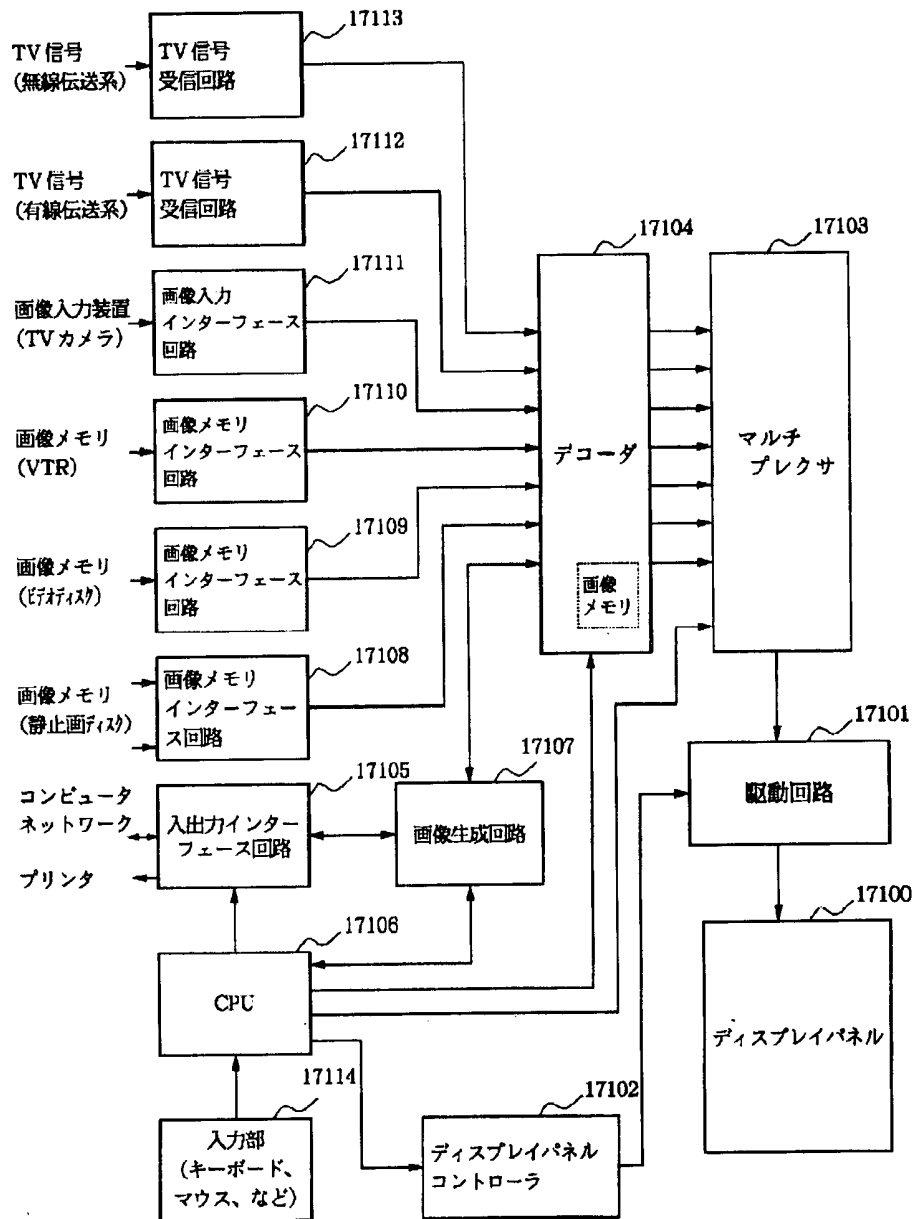 17113
TV 信号
(無線伝送系)
TV 信号
受信回路
17112
TV 信号
(有線伝送系)
TV 信号
受信回路
17104
17103
17111
画像入力装置
(TV カメラ)
画像入力
インターフェース
回路
17110
画像メモリ
(VTR)
画像メモリ
インターフェース
回路
デコーダ
マルチ
プレクサ
17109
画像メモリ
(ビデオディスク)
画像メモリ
インターフェース
回路
画像
メモリ
17108
画像メモリ
(静止画ディスク)
画像メモリ
インターフェー
ス回路
17101
17107
17105
コンピュータ
ネットワーク
プリンタ
入出力インター
フェース回路
画像生成回路
駆動回路
17106
17100
CPU
ディスプレイパネル
17114
17102
入力部
(キーボード、
マウス、など)
ディスプレイパネル
コントローラ